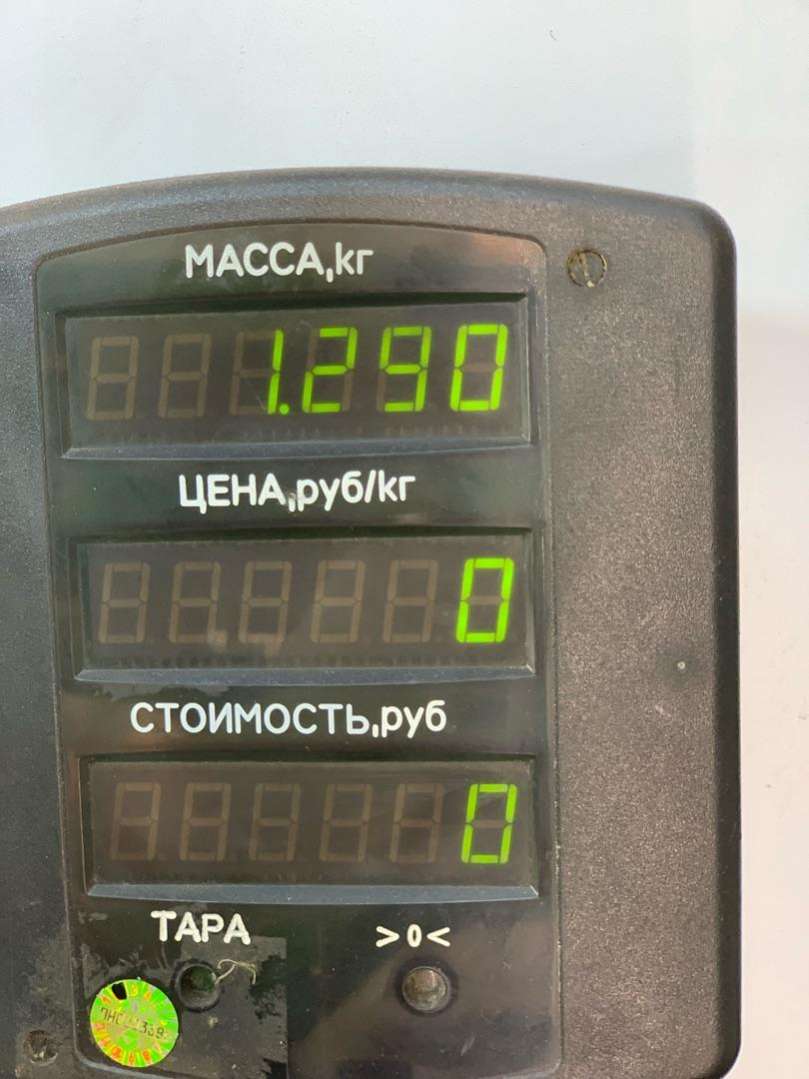 МАССА,кг
1.290
ЦЕНА,руб/кг
0
СТОИМОСТЬ,руб
0
ТАРА >0<